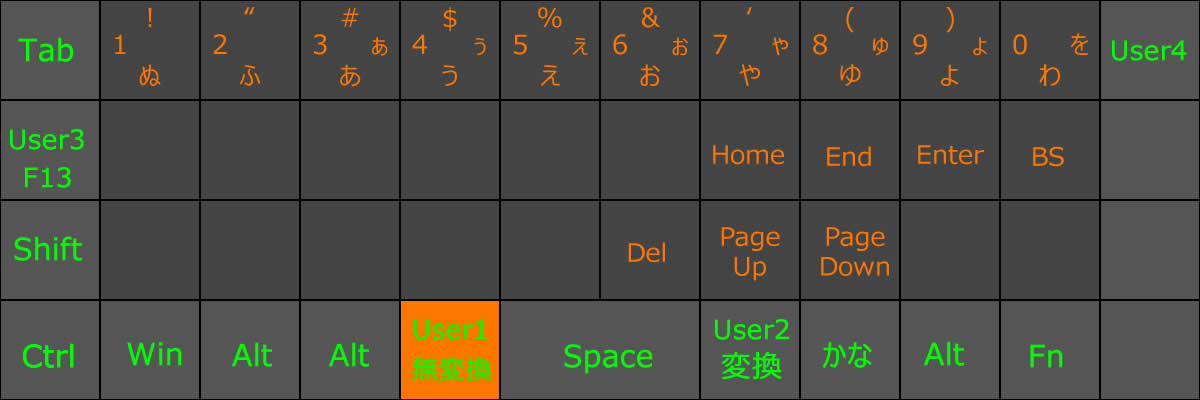 Tab
! 1 ぬ
“ 2 ふ
# 3 ぁ あ
$ 4 ぅ う
% 5 ぇ え
& 6 ぉ お
‘ 7 ゃ や
( 8 ゅ ゆ
) 9 ょ よ
0 を わ
User4
User3
F13
Home
End
Enter
BS
Shift
Del
Page
Up
Page
Down
Ctrl
Win
Alt
Alt
User1
無変換
Space
User2
変換
かな
Alt
Fn